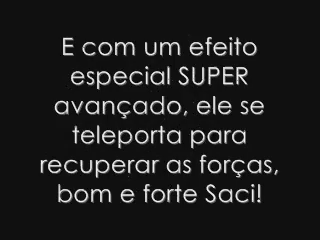 E com um efeito
especial SUPER
avançado, ele se
teleporta para
recuperar as forças,
bom e forte Saci!